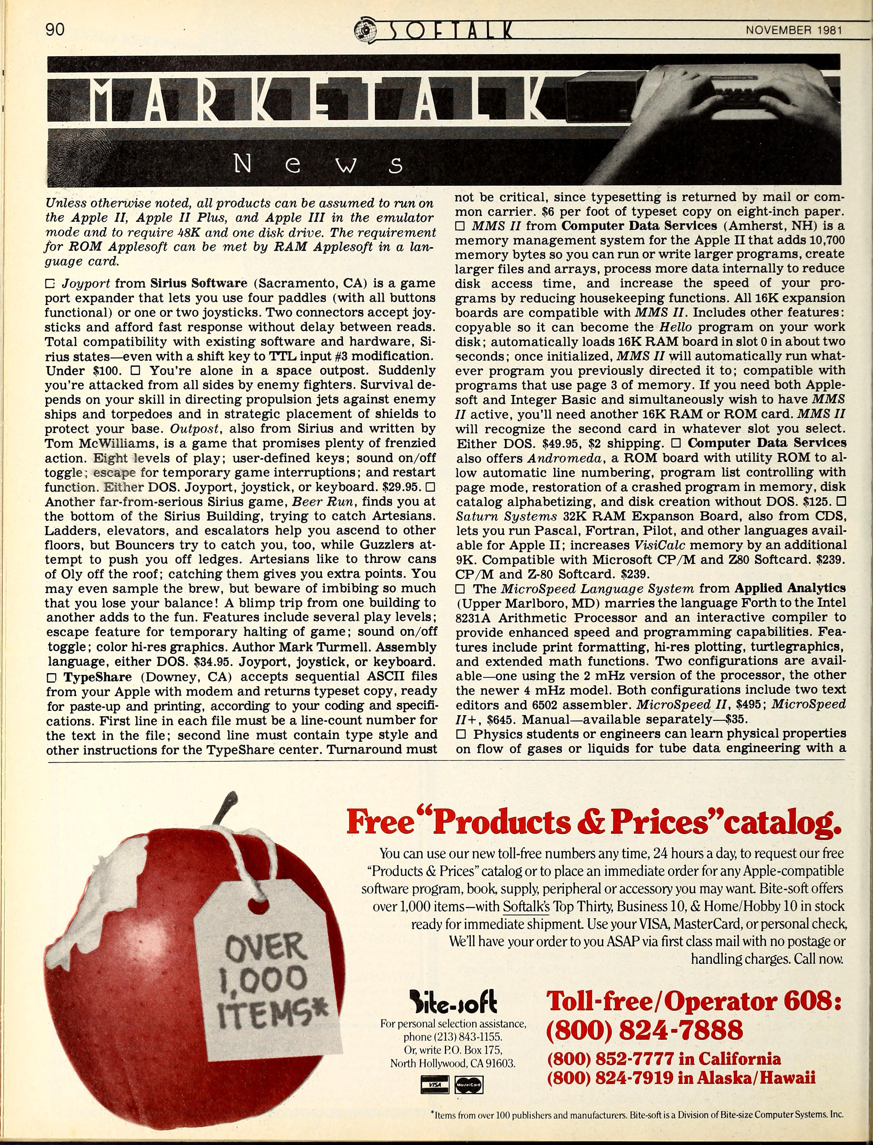 90
SOFTALK
NOVEMBER 1981
MARKETALK
News
Unless otherwise noted, all products can be assumed to run on
the Apple II, Apple II Plus, and Apple III in the emulator
mode and to require 48K and one disk drive. The requirement
for ROM Applesoft can be met by RAM Applesoft in a lan-
guage card.
□ Joyport from Sirius Software (Sacramento, CA) is a game
port expander that lets you use four paddles (with all buttons
functional) or one or two joysticks. Two connectors accept joy-
sticks and afford fast response without delay between reads.
Total compatibility with existing software and hardware, Si-
rius states—even with a shift key to TTL input #3 modification.
Under $100. □ You're alone in a space outpost. Suddenly
you're attacked from all sides by enemy fighters. Survival de-
pends on your skill in directing propulsion jets against enemy
ships and torpedoes and in strategic placement of shields to
protect your base. Outpost, also from Sirius and written by
Tom McWilliams, is a game that promises plenty of frenzied
action. Eight levels of play; user-defined keys; sound on/off
toggle; escape for temporary game interruptions; and restart
function. Either DOS. Joyport, joystick, or keyboard. $29.95. □
Another far-from-serious Sirius game, Beer Run, finds you at
the bottom of the Sirius Building, trying to catch Artesians.
Ladders, elevators, and escalators help you ascend to other
floors, but Bouncers try to catch you, too, while Guzzlers at-
tempt to push you off ledges. Artesians like to throw cans
of Oly off the roof; catching them gives you extra points. You
may even sample the brew, but beware of imbibing so much
that you lose your balance! A blimp trip from one building to
another adds to the fun. Features include several play levels;
escape feature for temporary halting of game; sound on/off
toggle; color hi-res graphics. Author Mark Turmell. Assembly
language, either DOS. $34.95. Joyport, joystick, or keyboard.
□ TypeShare (Downey, CA) accepts sequential ASCII files
from your Apple with modem and returns typeset copy, ready
for paste-up and printing, according to your coding and specifi-
cations. First line in each file must be a line-count number for
the text in the file; second line must contain type style and
other instructions for the TypeShare center. Turnaround must
not be critical, since typesetting is returned by mail or com-
mon carrier. $6 per foot of typeset copy on eight-inch paper.
□ MMS II from Computer Data Services (Amherst, NH) is a
memory management system for the Apple II that adds 10,700
memory bytes so you can run or write larger programs, create
larger files and arrays, process more data internally to reduce
disk access time, and increase the speed of your pro-
grams by reducing housekeeping functions. All 16K expansion
boards are compatible with MMS II. Includes other features:
copyable so it can become the Hello program on your work
disk; automatically loads 16K RAM board in slot 0 in about two
seconds; once initialized, MMS II will automatically run what-
ever program you previously directed it to; compatible with
programs that use page 3 of memory. If you need both Apple-
soft and Integer Basic and simultaneously wish to have MMS
II active, you'll need another 16K RAM or ROM card. MMS II
will recognize the second card in whatever slot you select.
Either DOS. $49.95, $2 shipping. □ Computer Data Services
also offers Andromeda, a ROM board with utility ROM to al-
low automatic line numbering, program list controlling with
page mode, restoration of a crashed program in memory, disk
catalog alphabetizing, and disk creation without DOS. $125. □
Saturn Systems 32K RAM Expanson Board, also from CDS,
lets you run Pascal, Fortran, Pilot, and other languages avail-
able for Apple II; increases VisiCalc memory by an additional
9K. Compatible with Microsoft CP/M and Z80 Softcard. $239.
CP/M and Z-80 Softcard. $239.
□ The MicroSpeed Language System from Applied Analytics
(Upper Marlboro, MD) marries the language Forth to the Intel
8231A Arithmetic Processor and an interactive compiler to
provide enhanced speed and programming capabilities. Fea-
tures include print formatting, hi-res plotting, turtlegraphics,
and extended math functions. Two configurations are avail-
able—one using the 2 mHz version of the processor, the other
the newer 4 mHz model. Both configurations include two text
editors and 6502 assembler. MicroSpeed II, $495; MicroSpeed
II+, $645. Manual—available separately—$35.
□ Physics students or engineers can learn physical properties
on flow of gases or liquids for tube data engineering with a
OVER
1,000
ITEMS*
Free “Products & Prices” catalog.
You can use our new toll-free numbers any time, 24 hours a day, to request our free
“Products & Prices” catalog or to place an immediate order for any Apple-compatible
software program, book, supply, peripheral or accessory you may want. Bite-soft offers
over 1,000 items—with Softalk's Top Thirty, Business 10, & Home/Hobby 10 in stock
ready for immediate shipment. Use your VISA, MasterCard, or personal check,
We'll have your order to you ASAP via first class mail with no postage or
handling charges. Call now.
Bite-soft
For personal selection assistance,
phone (213) 843-1155.
Or, write P.O. Box 175,
North Hollywood, CA 91603.
VISA MasterCard
Toll-free/Operator 608:
(800) 824-7888
(800) 852-7777 in California
(800) 824-7919 in Alaska/Hawaii
*Items from over 100 publishers and manufacturers. Bite-soft is a Division of Bite-size Computer Systems. Inc.